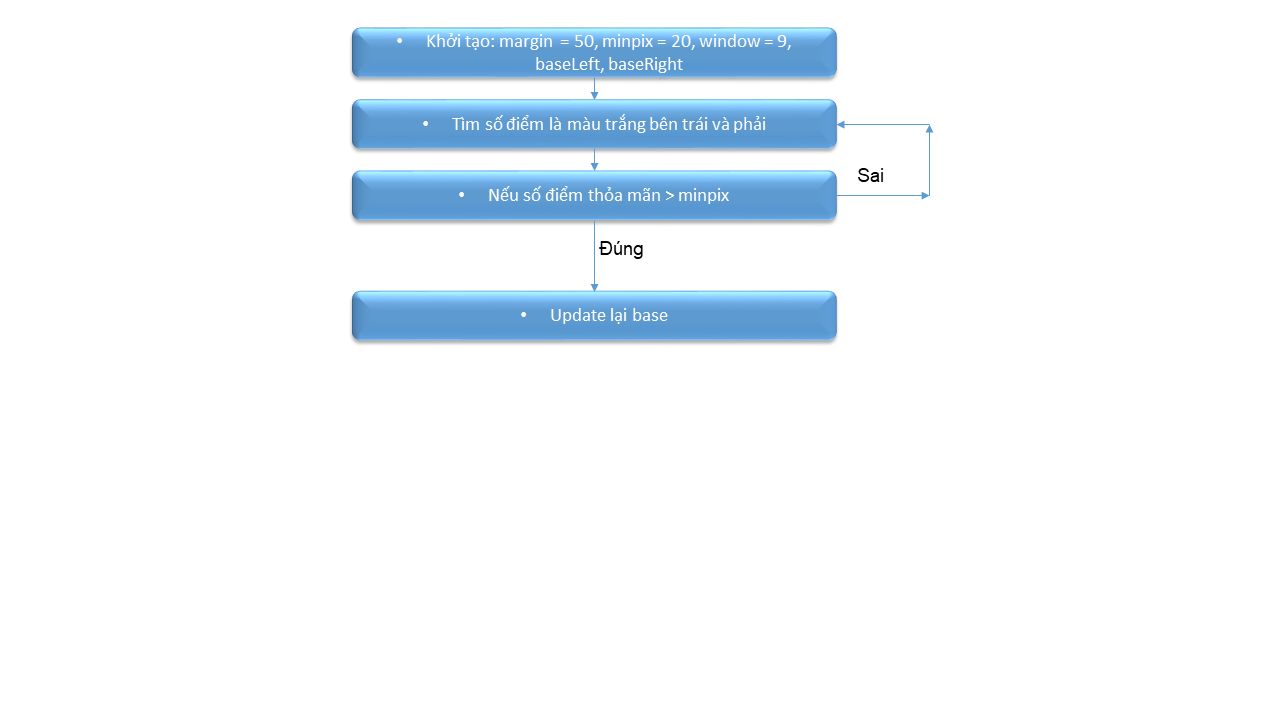 • Khởi tạo: margin = 50, minpix = 20, window = 9,
baseLeft, baseRight
• Tìm số điểm là màu trắng bên trái và phải
Sai
• Nếu số điểm thỏa mãn > minpix
Đúng
• Update lại base